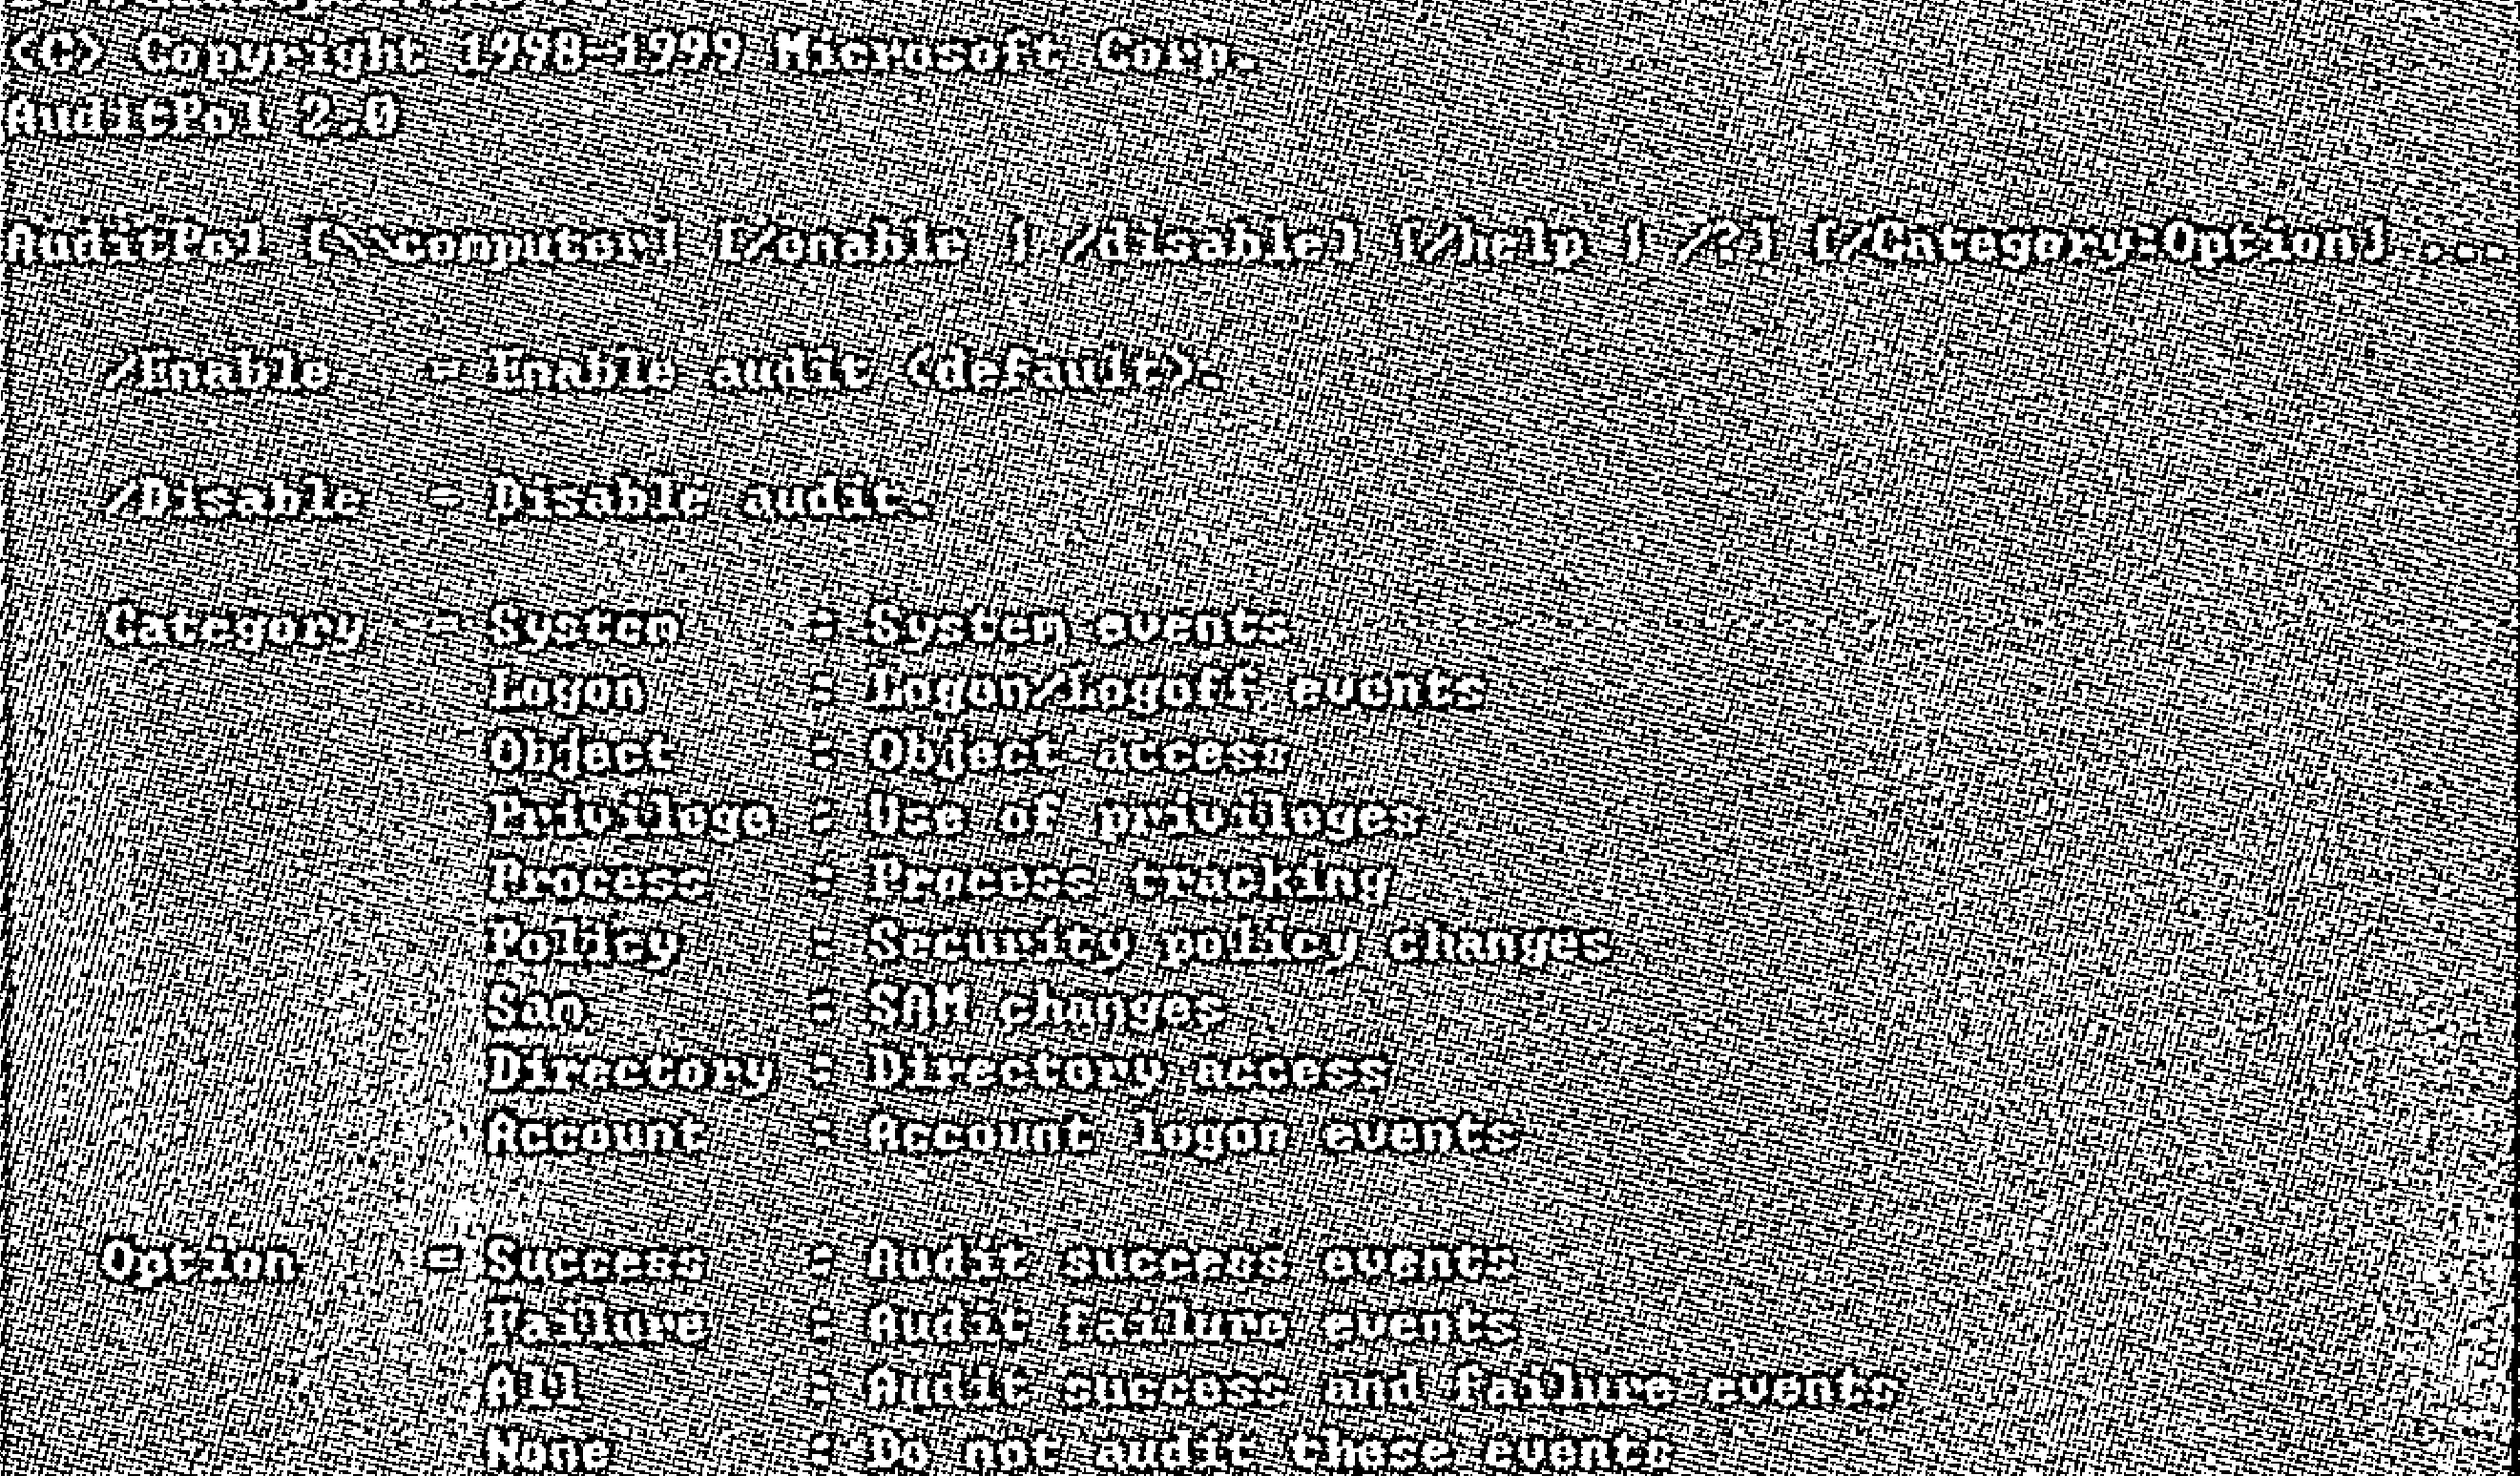 (C) Copyright 1998-1999 Microsoft Corp.
AuditPol 2.0
AuditPol [\\computer] [/enable | /disable] [/help | /?] [/Category:Option] ...
/Enable = Enable audit (default).
/Disable = Disable audit.
Category = System : System events
Logon : Logon/Logoff events
Object : Object access
Privilege : Use of privileges
Process : Process tracking
Policy : Security policy changes
Sam : SAM changes
Directory : Directory access
Account : Account logon events
Option = Success : Audit success events
Failure : Audit failure events
All : Audit success and failure events
None : Do not audit these events